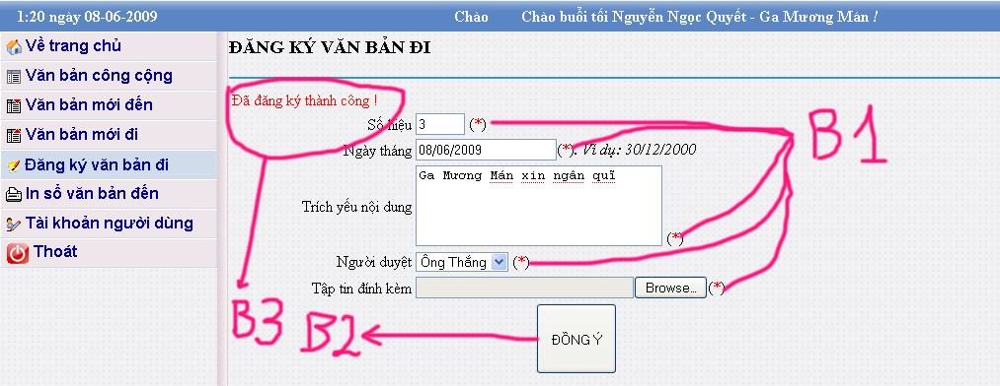 1:20 ngày 08-06-2009 Chào Chào buổi tối Nguyễn Ngọc Quyết - Ga Mương Mán !
Về trang chủ
Văn bản công cộng
Văn bản mới đến
Văn bản mới đi
Đăng ký văn bản đi
In sổ văn bản đến
Tài khoản người dùng
Thoát
ĐĂNG KÝ VĂN BẢN ĐI
Đã đăng ký thành công !
Số hiệu 3 (*)
Ngày tháng 08/06/2009 (*). Ví dụ: 30/12/2000
B1
Trích yếu nội dung Ga Mương Mán xin ngân quĩ (*)
Người duyệt Ông Thắng (*)
Tập tin đính kèm Browse... (*)
B3
B2
ĐỒNG Ý